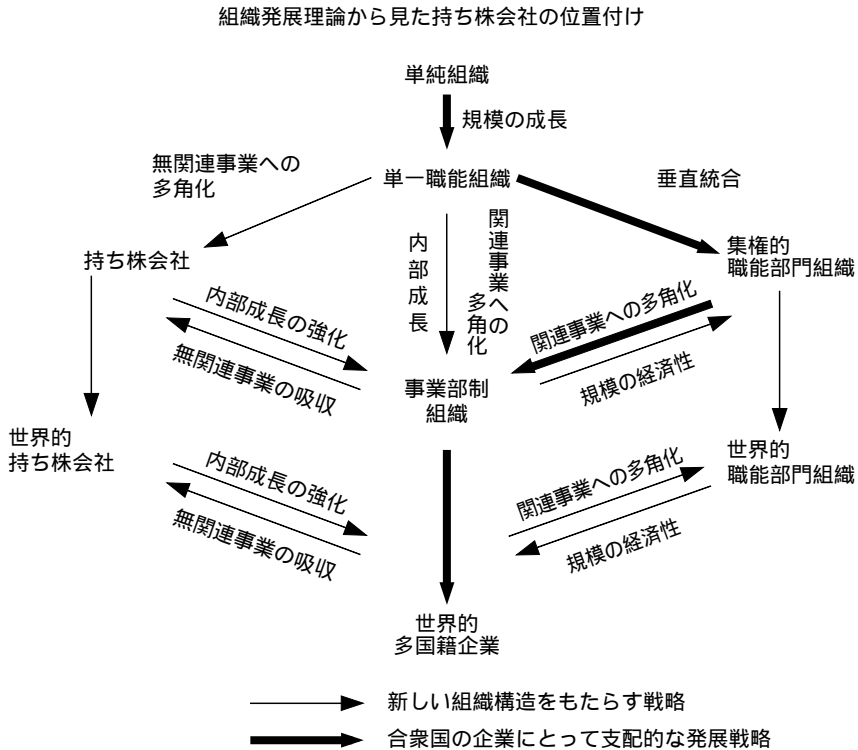 組織発展理論から見た持ち株会社の位置付け
単純組織
規模の成長
無関連事業への
多角化
単一職能組織
垂直統合
持ち株会社
内部成長
関連事業への
多角化
集権的
職能部門組織
内部成長の強化
無関連事業の吸収
関連事業への多角化
規模の経済性
事業部制
組織
世界的
持ち株会社
世界的
職能部門組織
内部成長の強化
無関連事業の吸収
関連事業への多角化
規模の経済性
世界的
多国籍企業
新しい組織構造をもたらす戦略
合衆国の企業にとって支配的な発展戦略